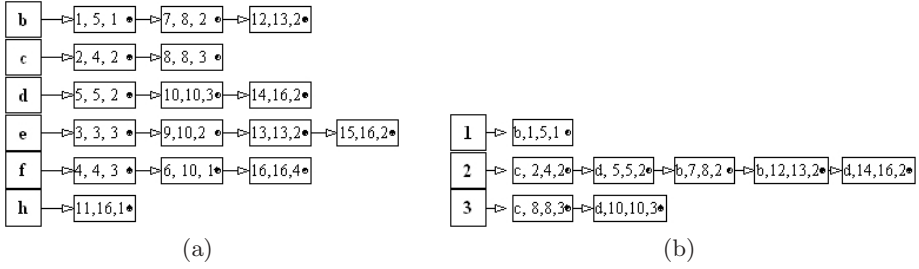 b 1, 5, 1 7, 8, 2 12,13,2
c 2, 4, 2 8, 8, 3
d 5, 5, 2 10,10,3 14,16,2
e 3, 3, 3 9,10,2 13,13,2 15,16,2
f 4, 4, 3 6, 10, 1 16,16,4
h 11,16,1
(a)
1 b,1,5,1
2 c, 2,4,2 d, 5,5,2 b,7,8,2 b,12,13,2 d,14,16,2
3 c, 8,8,3 d,10,10,3
(b)